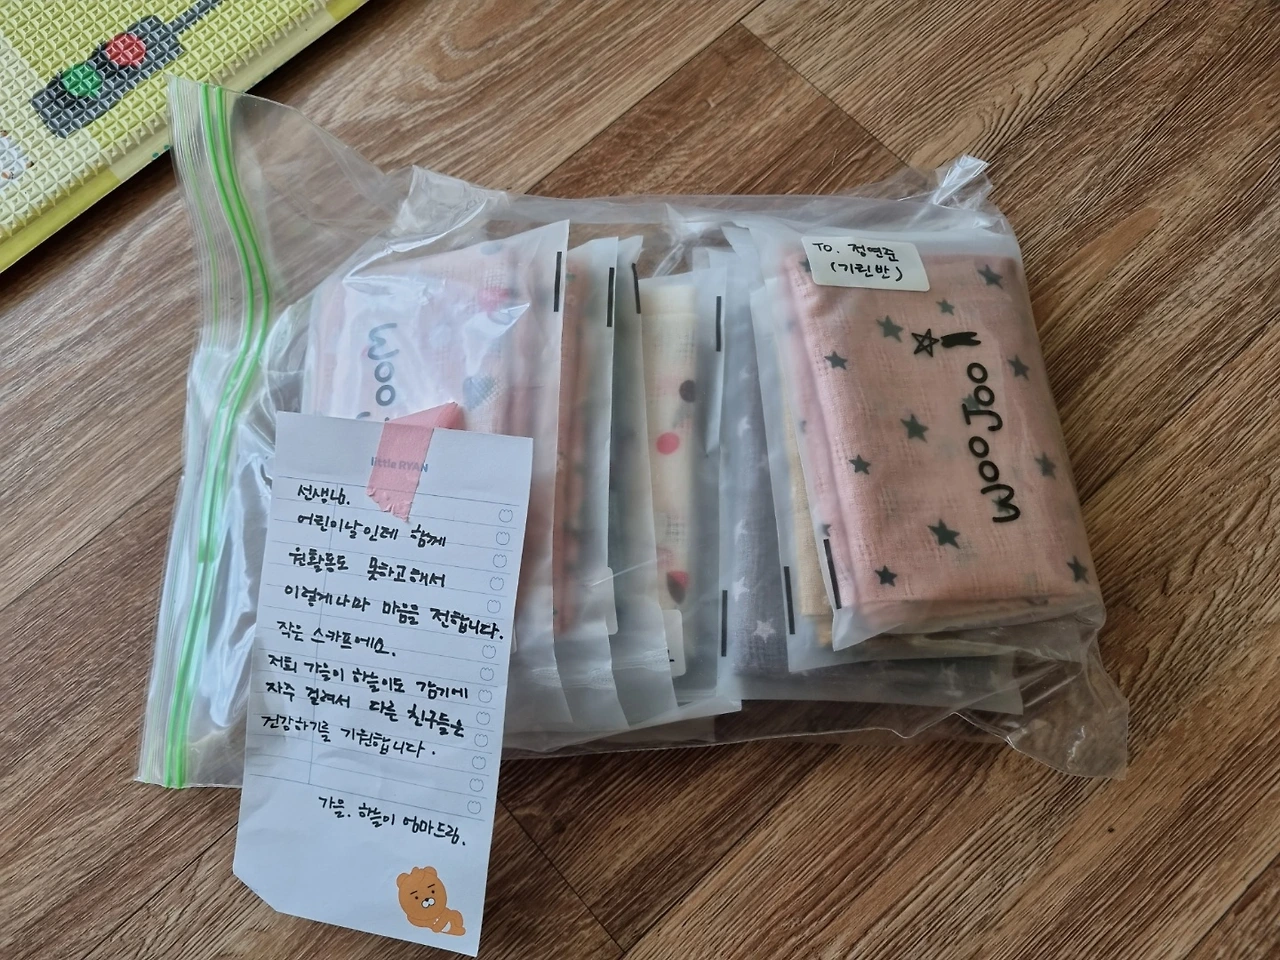 TO. 정연준
(기린반)
WooJoo
Woo
little RYAN
선생님.
어린이날인데 함께
원활동도 못하고해서
이렇게나마 마음을 전합니다.
작은 스카프에요.
저희 가을이 하늘이도 감기에
자주 걸려서 다른 친구들은
건강하기를 기원합니다.
가을. 하늘이 엄마드림.